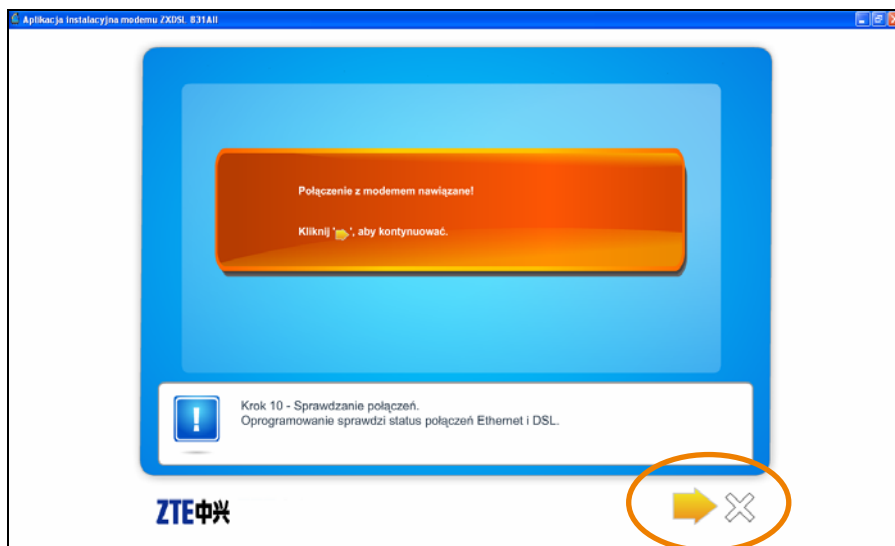 Aplikacja instalacyjna modemu ZXDSL 831AII
Połączenie z modemem nawiązane!
Kliknij '', aby kontynuować.
Krok 10 - Sprawdzanie połączeń.
Oprogramowanie sprawdzi status połączeń Ethernet i DSL.
ZTE中兴